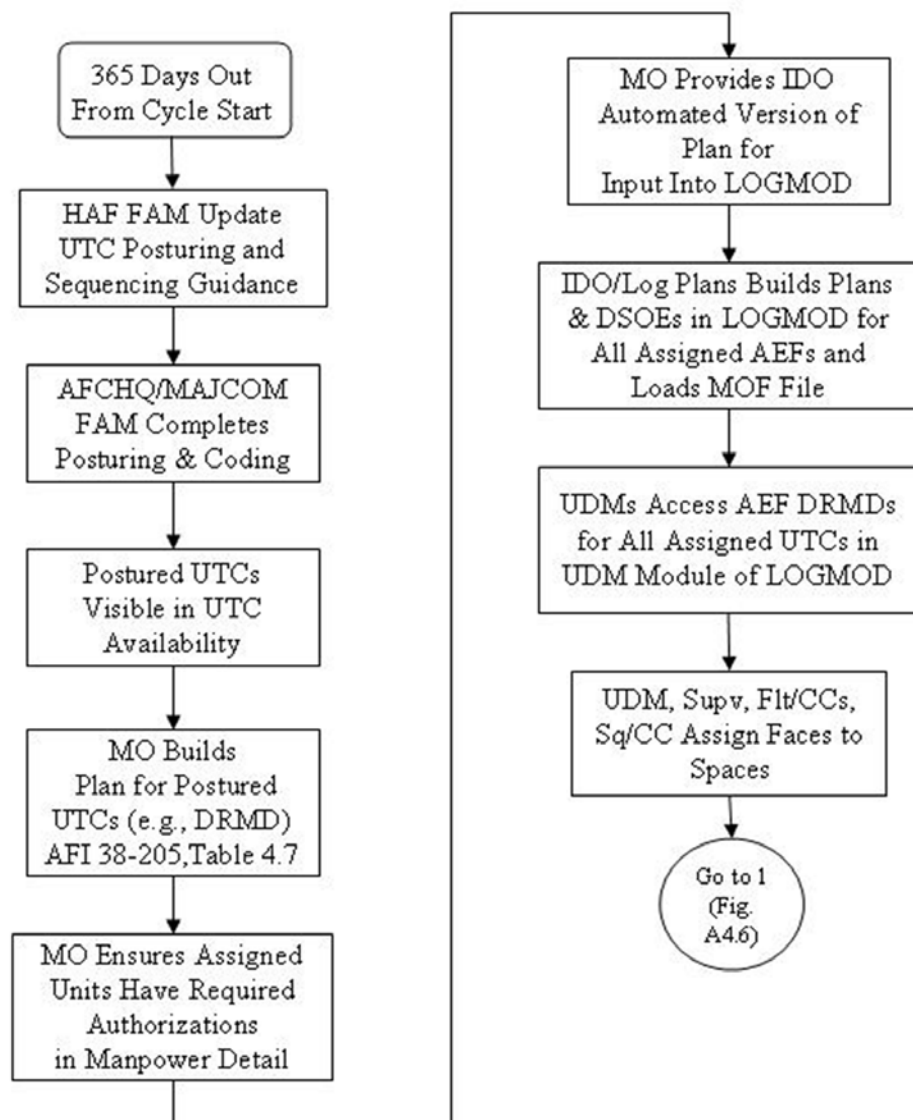 365 Days Out
From Cycle Start
HAF FAM Update
UTC Posturing and
Sequencing Guidance
AFCHQ/MAJCOM
FAM Completes
Posturing & Coding
Postured UTCs
Visible in UTC
Availability
MO Builds
Plan for Postured
UTCs (e.g., DRMD)
AFI 38-205,Table 4.7
MO Ensures Assigned
Units Have Required
Authorizations
in Manpower Detail
MO Provides IDO
Automated Version of
Plan for
Input Into LOGMOD
IDO/Log Plans Builds Plans
& DSOEs in LOGMOD for
All Assigned AEFs and
Loads MOF File
UDMs Access AEF DRMDs
for All Assigned UTCs in
UDM Module of LOGMOD
UDM, Supv, Flt/CCs,
Sq/CC Assign Faces to
Spaces
Go to 1
(Fig.
A4.6)